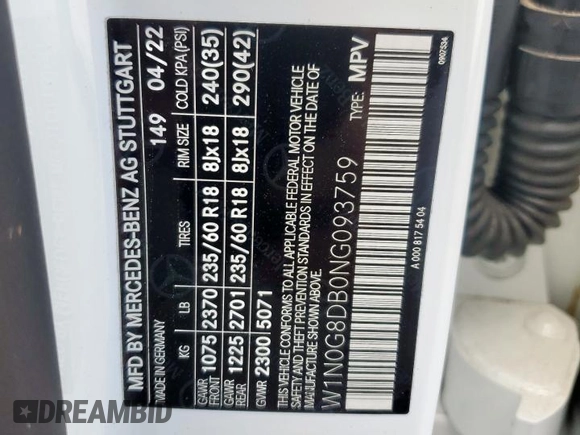 MFD BY MERCEDES-BENZ AG STUTTGART
MADE IN GERMANY 149 04/22
KG LB TIRES RIM SIZE COLD KPA (PSI)
GAWR FRONT 1075 2370 235/60 R18 8Jx18 240(35)
GAWR REAR 1225 2701 235/60 R18 8Jx18 290(42)
GVWR 2300 5071
THIS VEHICLE CONFORMS TO ALL APPLICABLE FEDERAL MOTOR VEHICLE
SAFETY AND THEFT PREVENTION STANDARDS IN EFFECT ON THE DATE OF
MANUFACTURE SHOWN ABOVE.
W1N0G8DB0NG093759
TYPE: MPV
A 000 817 54 04
0907534
DREAMBID